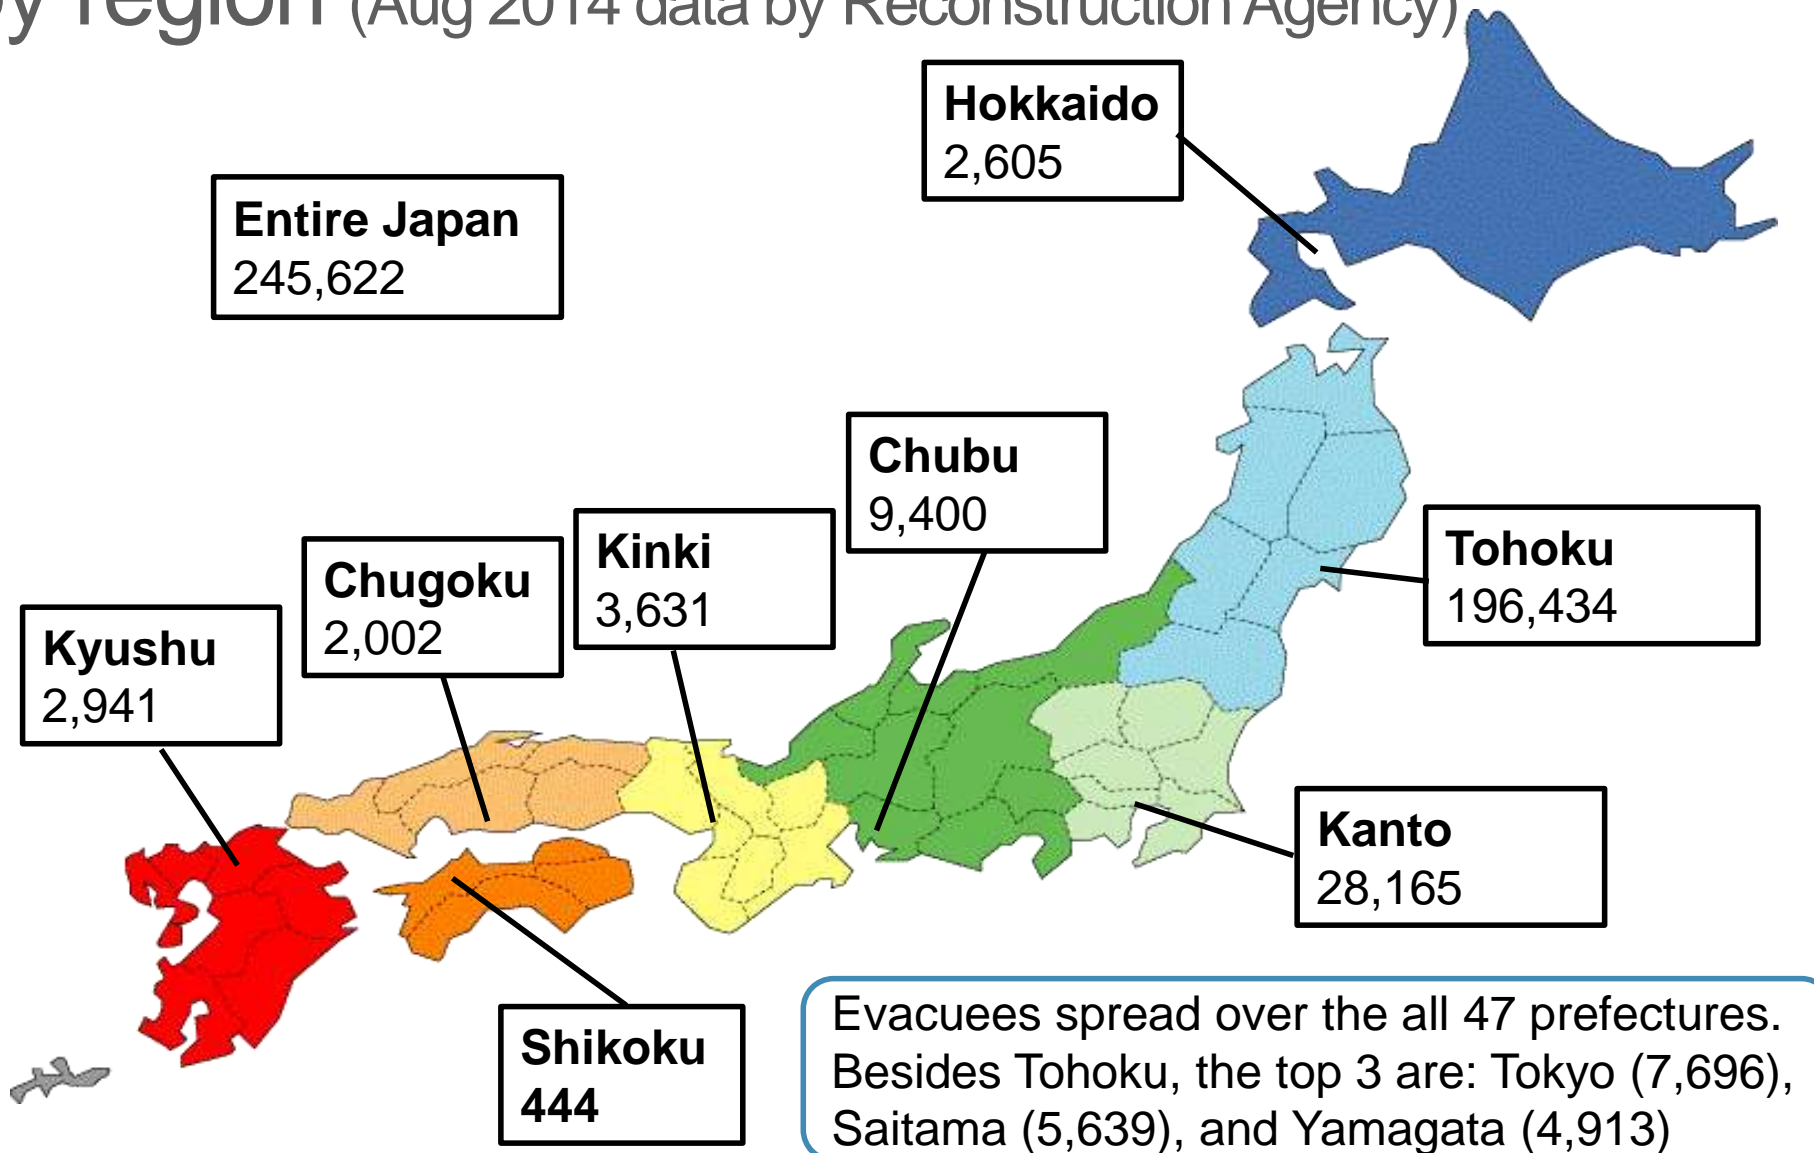 by region (Aug 2014 data by Reconstruction Agency)
Hokkaido
2,605
Entire Japan
245,622
Chubu
9,400
Kinki
3,631
Tohoku
196,434
Chugoku
2,002
Kyushu
2,941
Kanto
28,165
Shikoku
444
Evacuees spread over the all 47 prefectures.
Besides Tohoku, the top 3 are: Tokyo (7,696),
Saitama (5,639), and Yamagata (4,913)